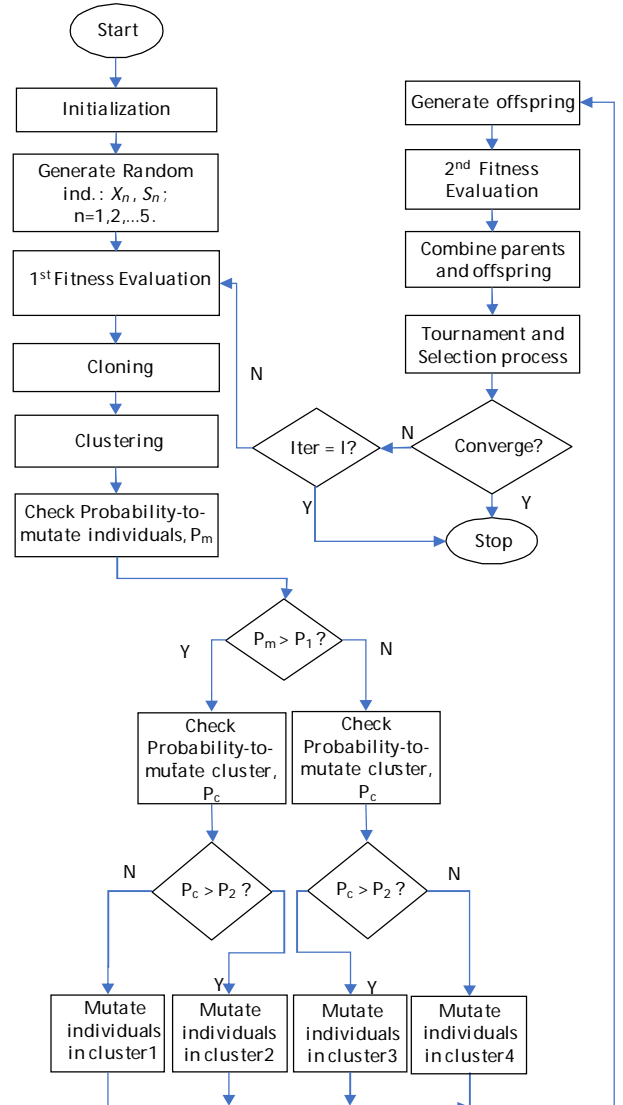 Start
Initialization
Generate Random
ind.: Xn, Sn;
n=1,2,...5.
1st Fitness Evaluation
Cloning
Clustering
Check Probability-to-
mutate individuals, Pm
Generate offspring
2nd Fitness
Evaluation
Combine parents
and offspring
Tournament and
Selection process
Converge?
N
Y
Iter = I?
N
Y
Stop
Pm > P1 ?
Y
N
Check
Probability-to-
mutate cluster,
Pc
Check
Probability-to-
mutate cluster,
Pc
Pc > P2 ?
N
Y
Pc > P2 ?
N
Y
Mutate
individuals
in cluster1
Mutate
individuals
in cluster2
Mutate
individuals
in cluster3
Mutate
individuals
in cluster4